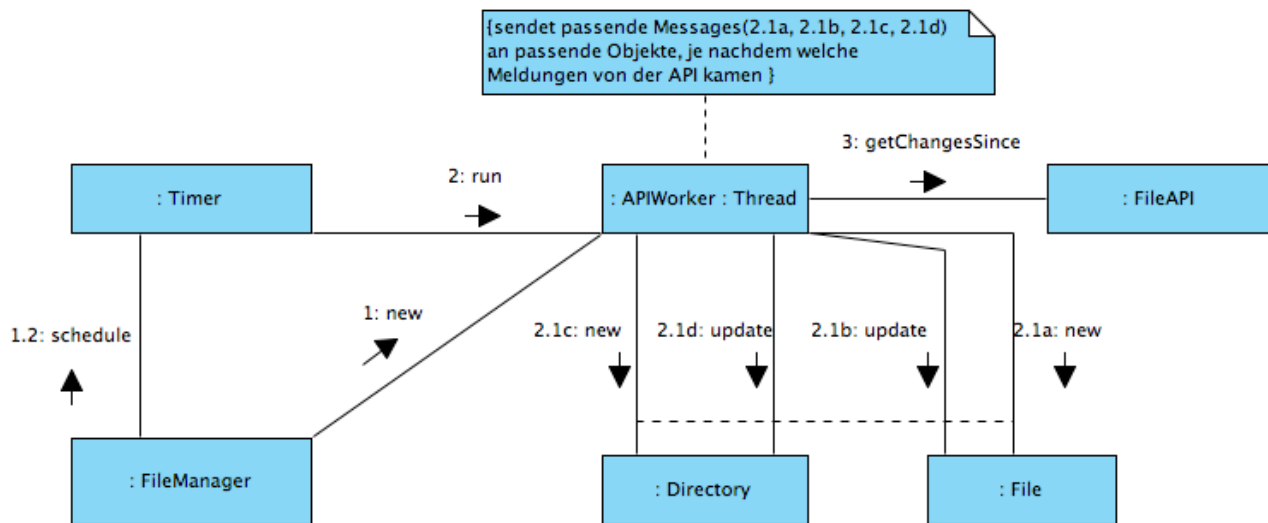 {sendet passende Messages(2.1a, 2.1b, 2.1c, 2.1d)
an passende Objekte, je nachdem welche
Meldungen von der API kamen }
3: getChangesSince
2: run
: Timer
: APIWorker : Thread
: FileAPI
1: new
1.2: schedule
2.1c: new
2.1d: update
2.1b: update
2.1a: new
: FileManager
: Directory
: File